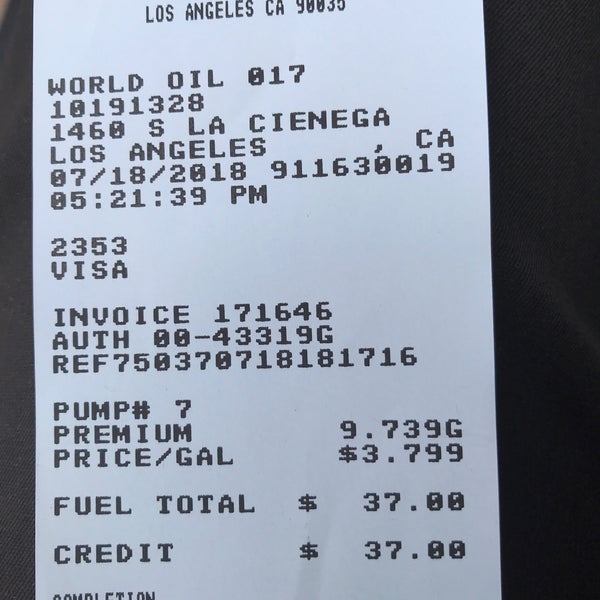 LOS ANGELES CA 90035
WORLD OIL 017
10191328
1460 S LA CIENEGA
LOS ANGELES , CA
07/18/2018 911630019
05:21:39 PM
2353
VISA
INVOICE 171646
AUTH 00-43319G
REF750370718181716
PUMP# 7
PREMIUM 9.739G
PRICE/GAL $3.799
FUEL TOTAL $ 37.00
CREDIT $ 37.00
COMPLETION